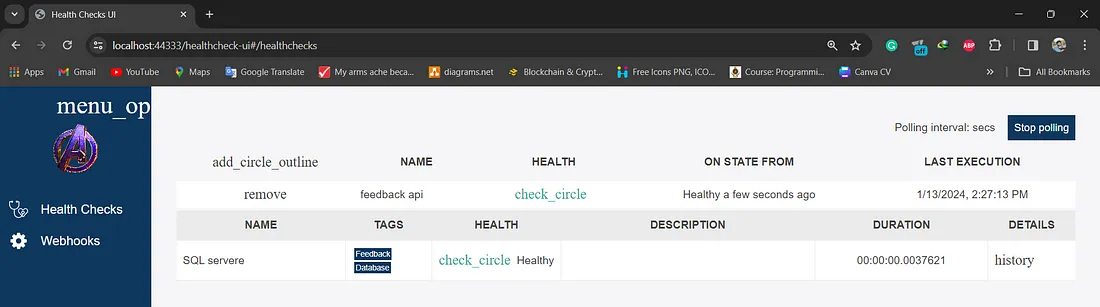 Health Checks UI
localhost:44333/healthcheck-ui#/healthchecks
off ABP
Apps Gmail YouTube Maps Google Translate My arms ache beca... diagrams.net Blockchain & Crypt... Free Icons PNG, ICO... Course: Programmi... Canva CV » All Bookmarks
menu_op
Polling interval: secs Stop polling
add_circle_outline NAME HEALTH ON STATE FROM LAST EXECUTION
remove feedback api check_circle Healthy a few seconds ago 1/13/2024, 2:27:13 PM
Health Checks
NAME TAGS HEALTH DESCRIPTION DURATION DETAILS
Webhooks
SQL servere Feedback Database check_circle Healthy 00:00:00.0037621 history